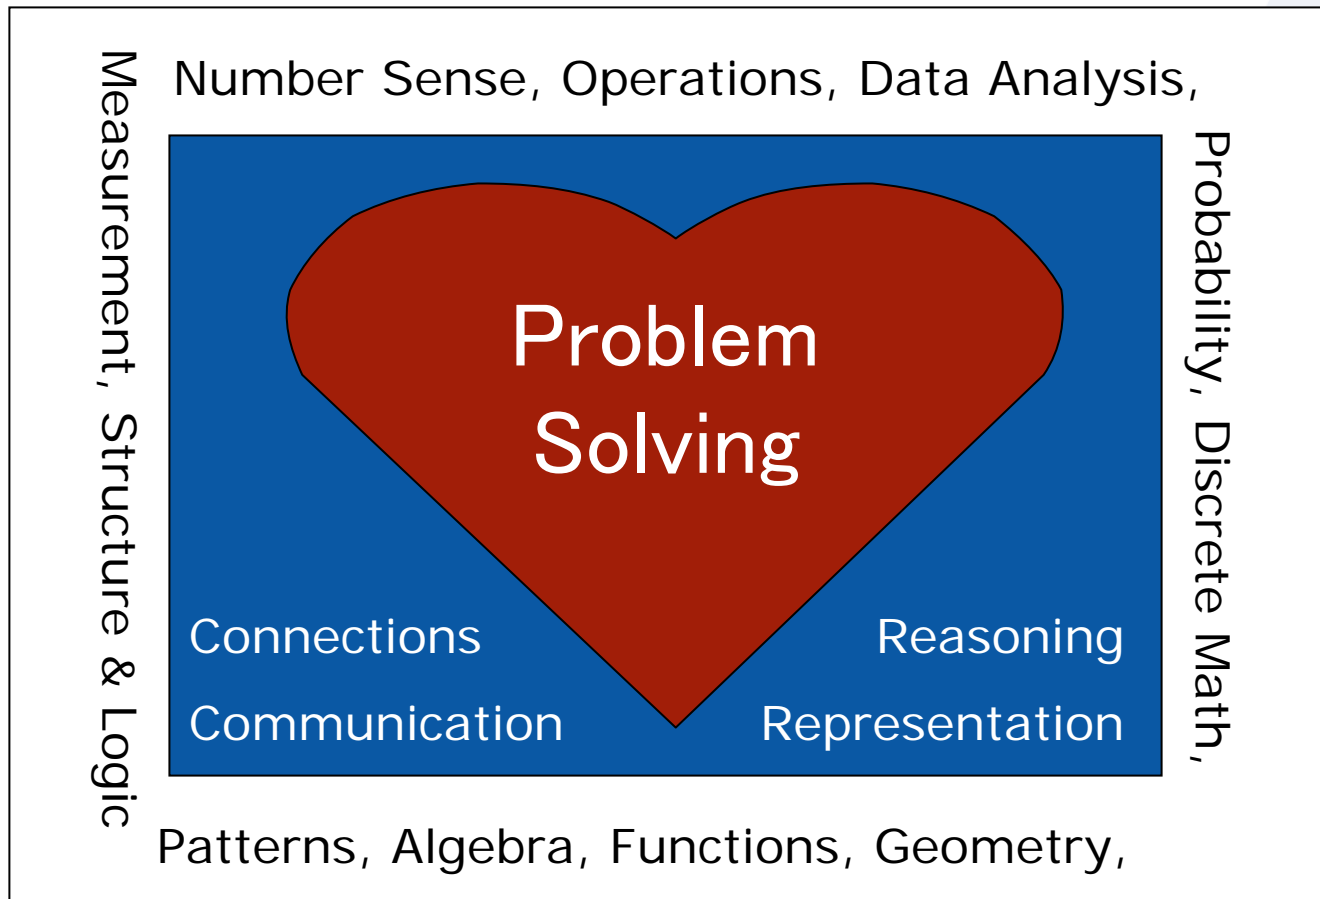 Number Sense, Operations, Data Analysis,
Probability, Discrete Math,
Patterns, Algebra, Functions, Geometry,
Measurement, Structure & Logic
Problem
Solving
Connections
Communication
Reasoning
Representation